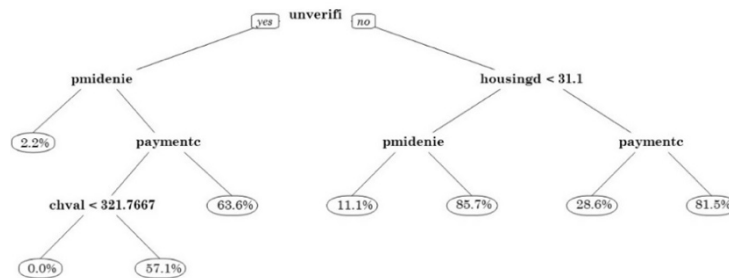 unverifi
yes no
pmidenie housingd < 31.1
2.2% paymentc pmidenie paymentc
chval < 321.7667 63.6% 11.1% 85.7% 28.6% 81.5%
0.0% 57.1%